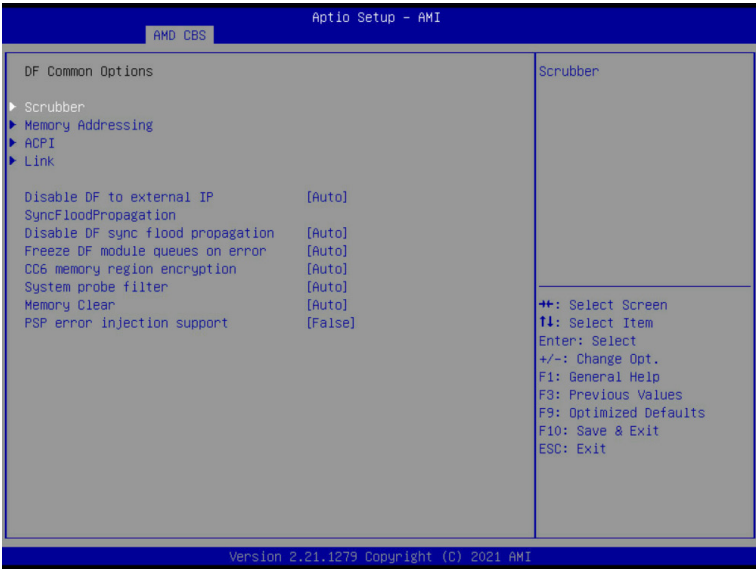 Aptio Setup – AMI
AMD CBS
DF Common Options
Scrubber
Memory Addressing
ACPI
Link
Disable DF to external IP [Auto]
SyncFloodPropagation
Disable DF sync flood propagation [Auto]
Freeze DF module queues on error [Auto]
CC6 memory region encryption [Auto]
System probe filter [Auto]
Memory Clear [Auto]
PSP error injection support [False]
Scrubber
→←: Select Screen
↑↓: Select Item
Enter: Select
+/-: Change Opt.
F1: General Help
F3: Previous Values
F9: Optimized Defaults
F10: Save & Exit
ESC: Exit
Version 2.21.1279 Copyright (C) 2021 AMI